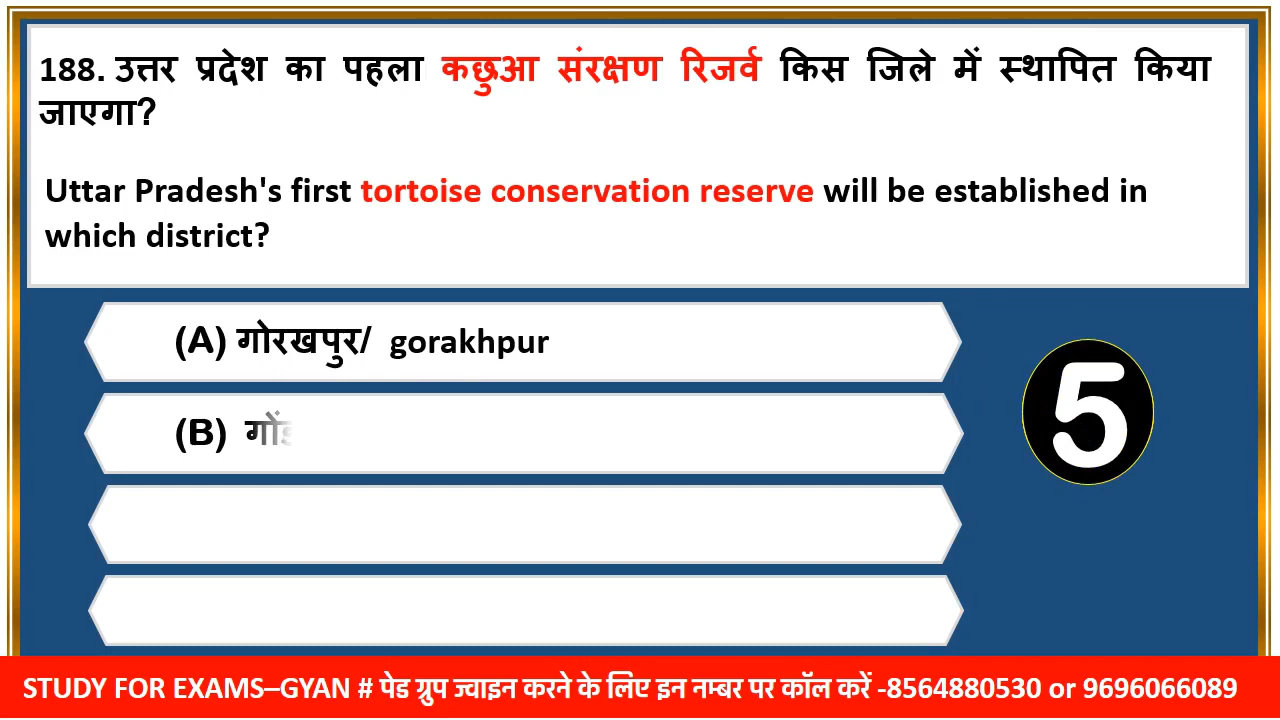 188. उत्तर प्रदेश का पहला कछुआ संरक्षण रिजर्व किस जिले में स्थापित किया
जाएगा?
Uttar Pradesh's first tortoise conservation reserve will be established in
which district?
(A) गोरखपुर/ gorakhpur
(B)
5
STUDY FOR EXAMS–GYAN # पेड ग्रुप ज्वाइन करने के लिए इन नम्बर पर कॉल करें -8564880530 or 9696066089